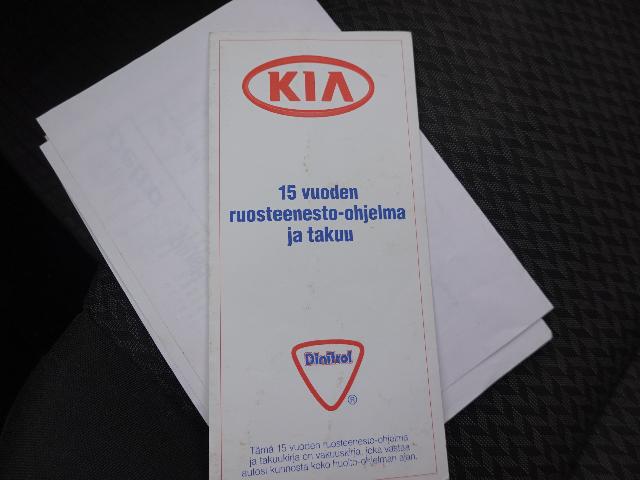 KIA
15 vuoden
ruosteenesto-ohjelma
ja takuu
Dinitrol
®
Tämä 15 vuoden ruosteenesto-ohjelma
ja takuukirja on vakuuskirja, joka vastaa
autosi kunnosta koko huolto-ohjelman ajan.